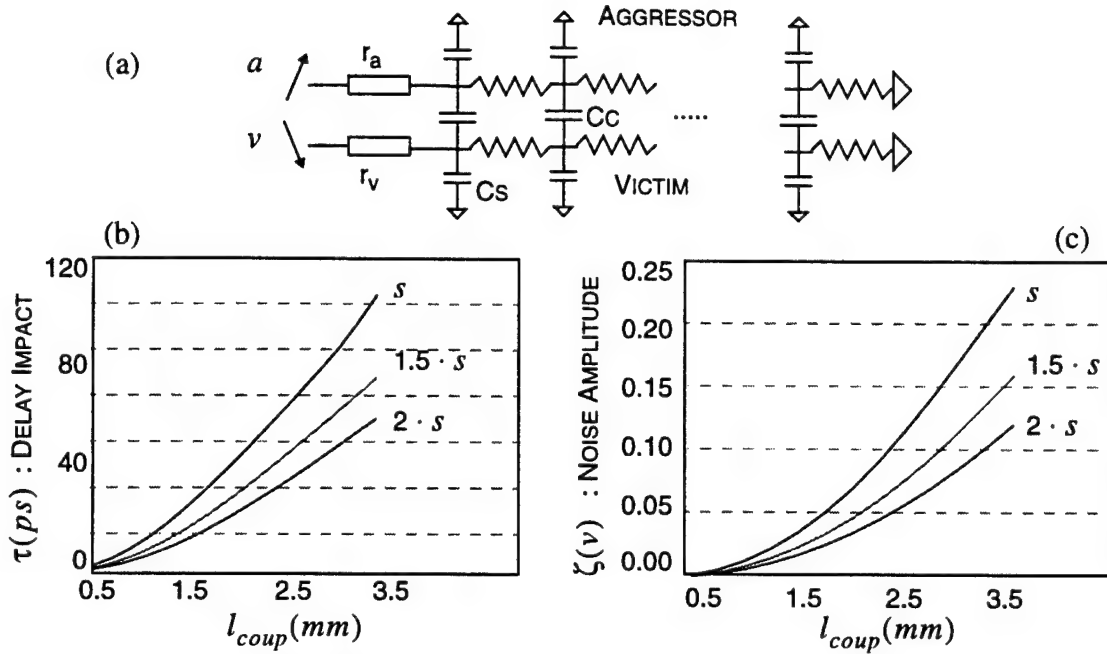 (a)
AGGRESSOR
a
r_a
v
r_v
Cc
.....
Cs
VICTIM
(b)
τ(ps) : DELAY IMPACT
120
80
40
0
s
1.5 · s
2 · s
0.5 1.5 2.5 3.5
l_coup(mm)
(c)
ζ(v) : NOISE AMPLITUDE
0.25
0.20
0.15
0.10
0.05
0.00
s
1.5 · s
2 · s
0.5 1.5 2.5 3.5
l_coup(mm)